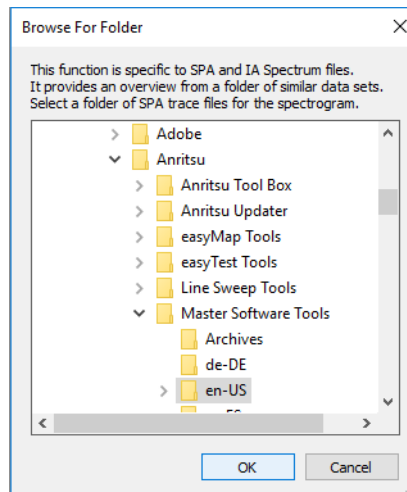 Browse For Folder
This function is specific to SPA and IA Spectrum files.
It provides an overview from a folder of similar data sets.
Select a folder of SPA trace files for the spectrogram.
Adobe
Anritsu
Anritsu Tool Box
Anritsu Updater
easyMap Tools
easyTest Tools
Line Sweep Tools
Master Software Tools
Archives
de-DE
en-US
OK
Cancel